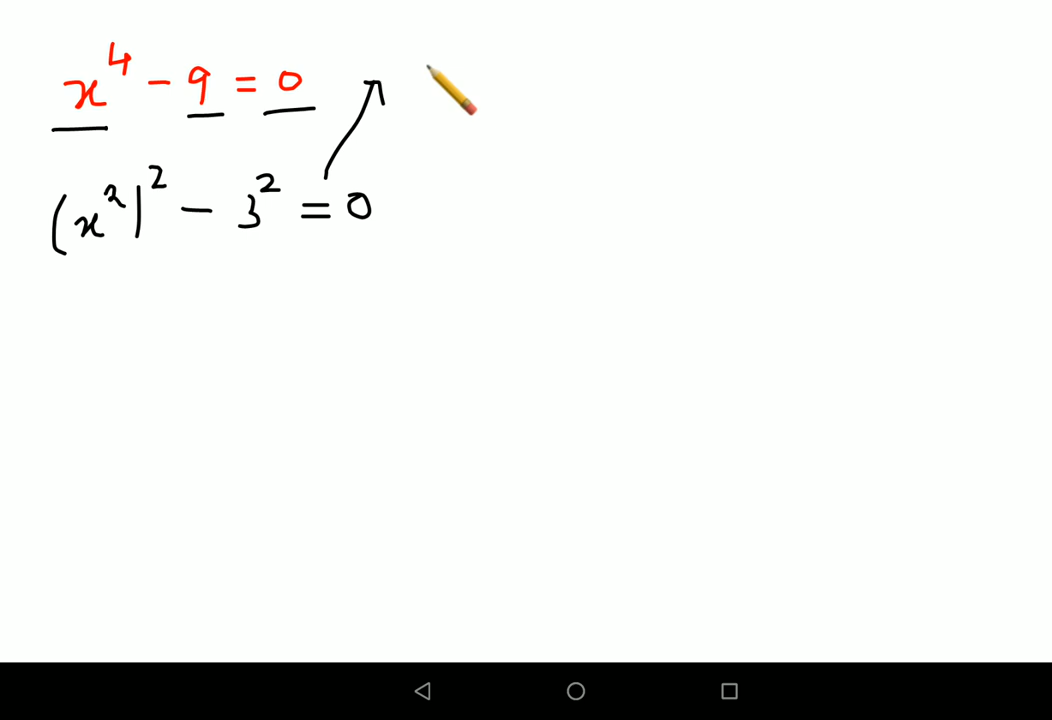 x⁴ - 9 = 0
(x²)² - 3² = 0